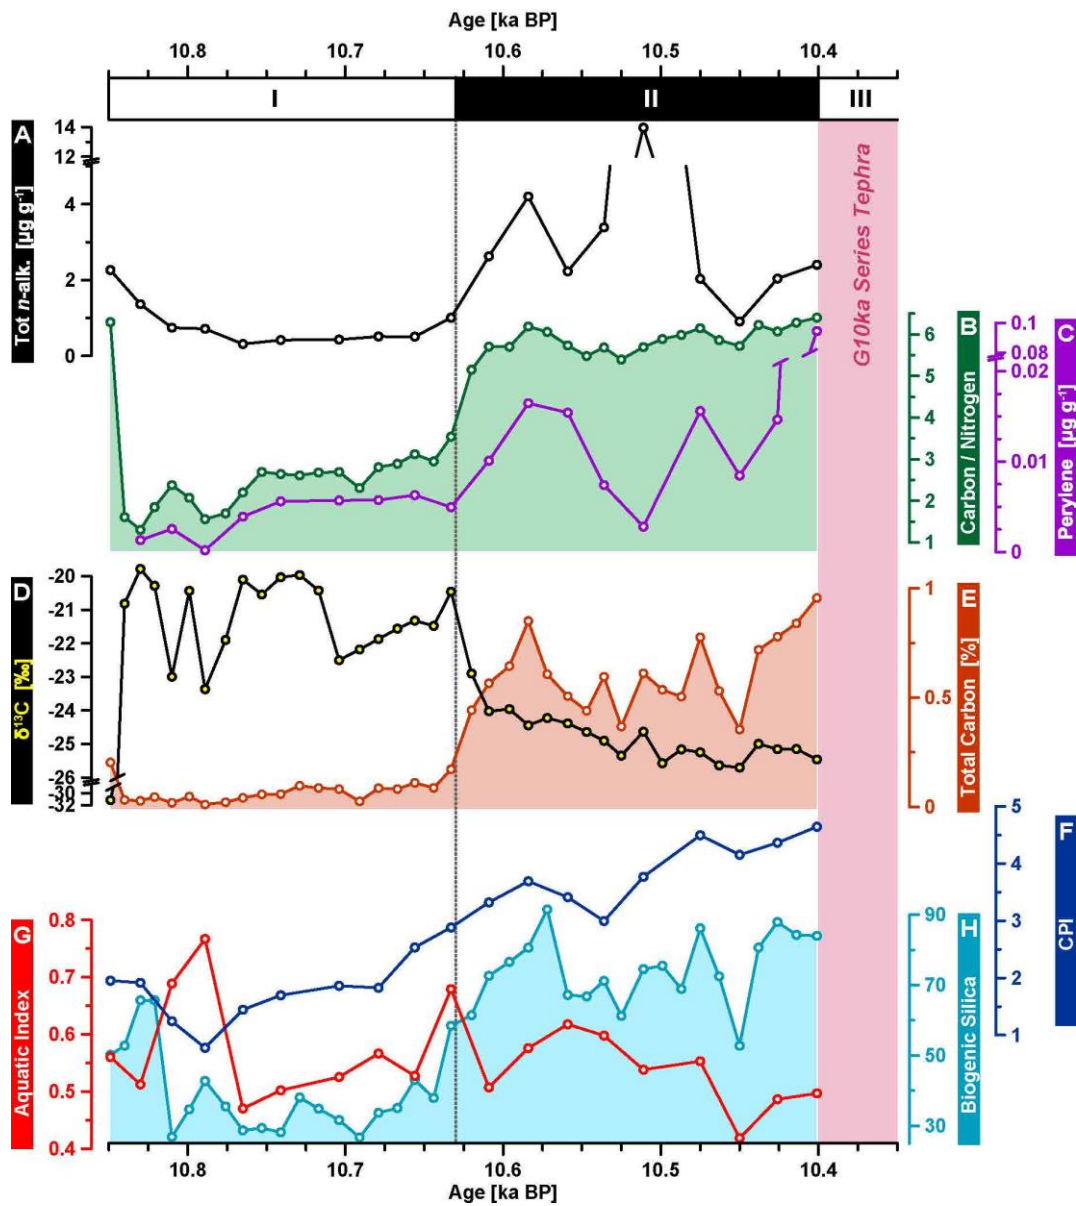 Age [ka BP]
10.8 10.7 10.6 10.5 10.4
I II III
A
Tot n-alk. [µg g-1]
14
12
4
2
0
G10ka Series Tephra
B
Carbon / Nitrogen
6
5
4
3
2
1
C
Perylene [µg g-1]
0.1
0.08
0.02
0.01
0
D
δ13C [‰]
-20
-21
-22
-23
-24
-25
-26
-30
-32
E
Total Carbon [%]
1
0.5
0
F
CPI
5
4
3
2
1
G
Aquatic Index
0.8
0.7
0.6
0.5
0.4
H
Biogenic Silica
90
70
50
30
10.8 10.7 10.6 10.5 10.4
Age [ka BP]